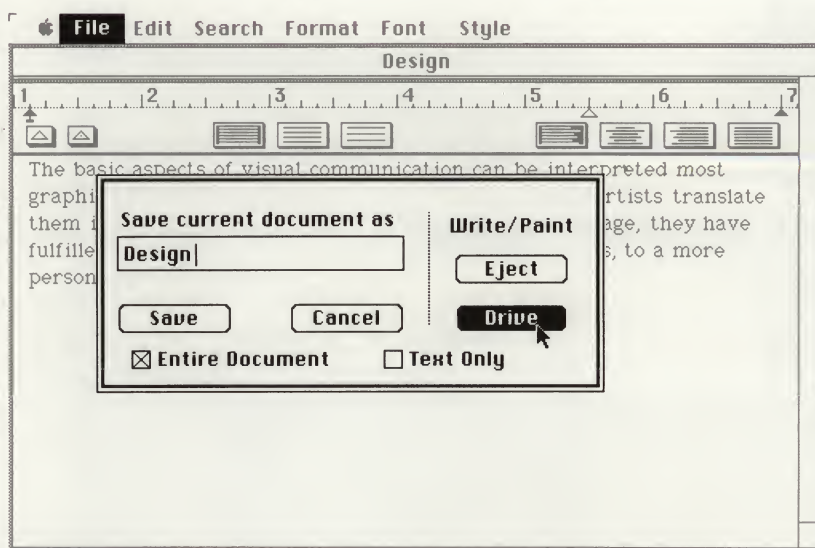 File Edit Search Format Font Style
Design
1 2 3 4 5 6 7
The basic aspects of visual communication can be interpreted most
graphi rtists translate
them i age, they have
fulfille s, to a more
person
Save current document as
Design
Write/Paint
Eject
Save Cancel Drive
Entire Document Text Only